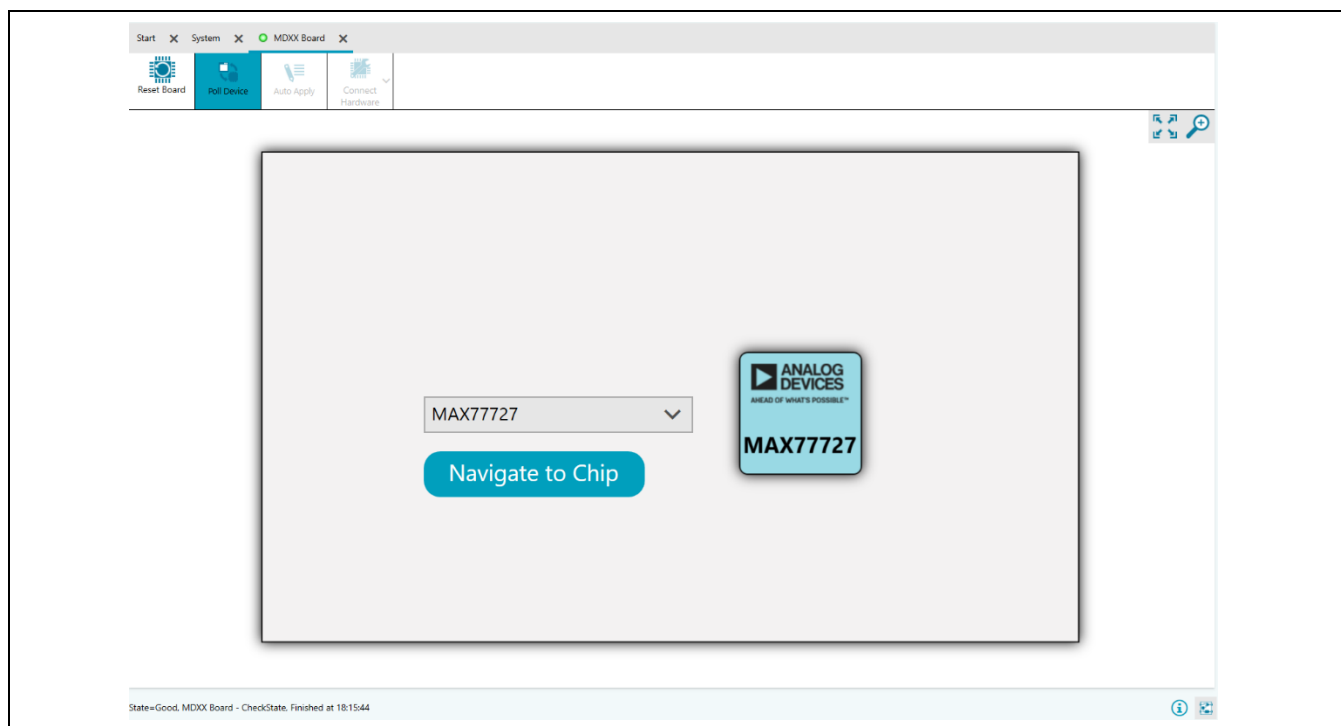 Start System MDXX Board
Reset Board Poll Device Auto Apply Connect
Hardware
ANALOG
DEVICES
AHEAD OF WHAT'S POSSIBLE™
MAX77727
MAX77727
Navigate to Chip
State=Good, MDXX Board - CheckState. Finished at 18:15:44